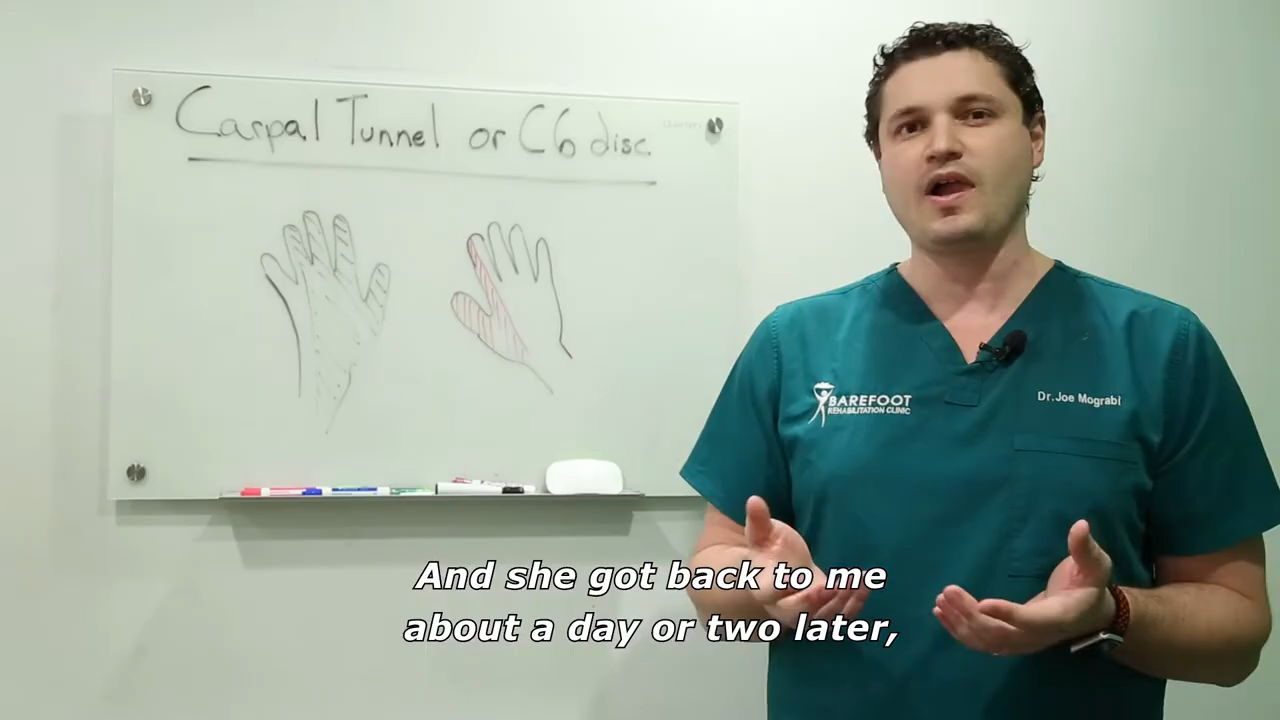 Carpal Tunnel or C6 disc
BAREFOOT
REHABILITATION CLINIC
Dr.Joe Mograbi
And she got back to me
about a day or two later,